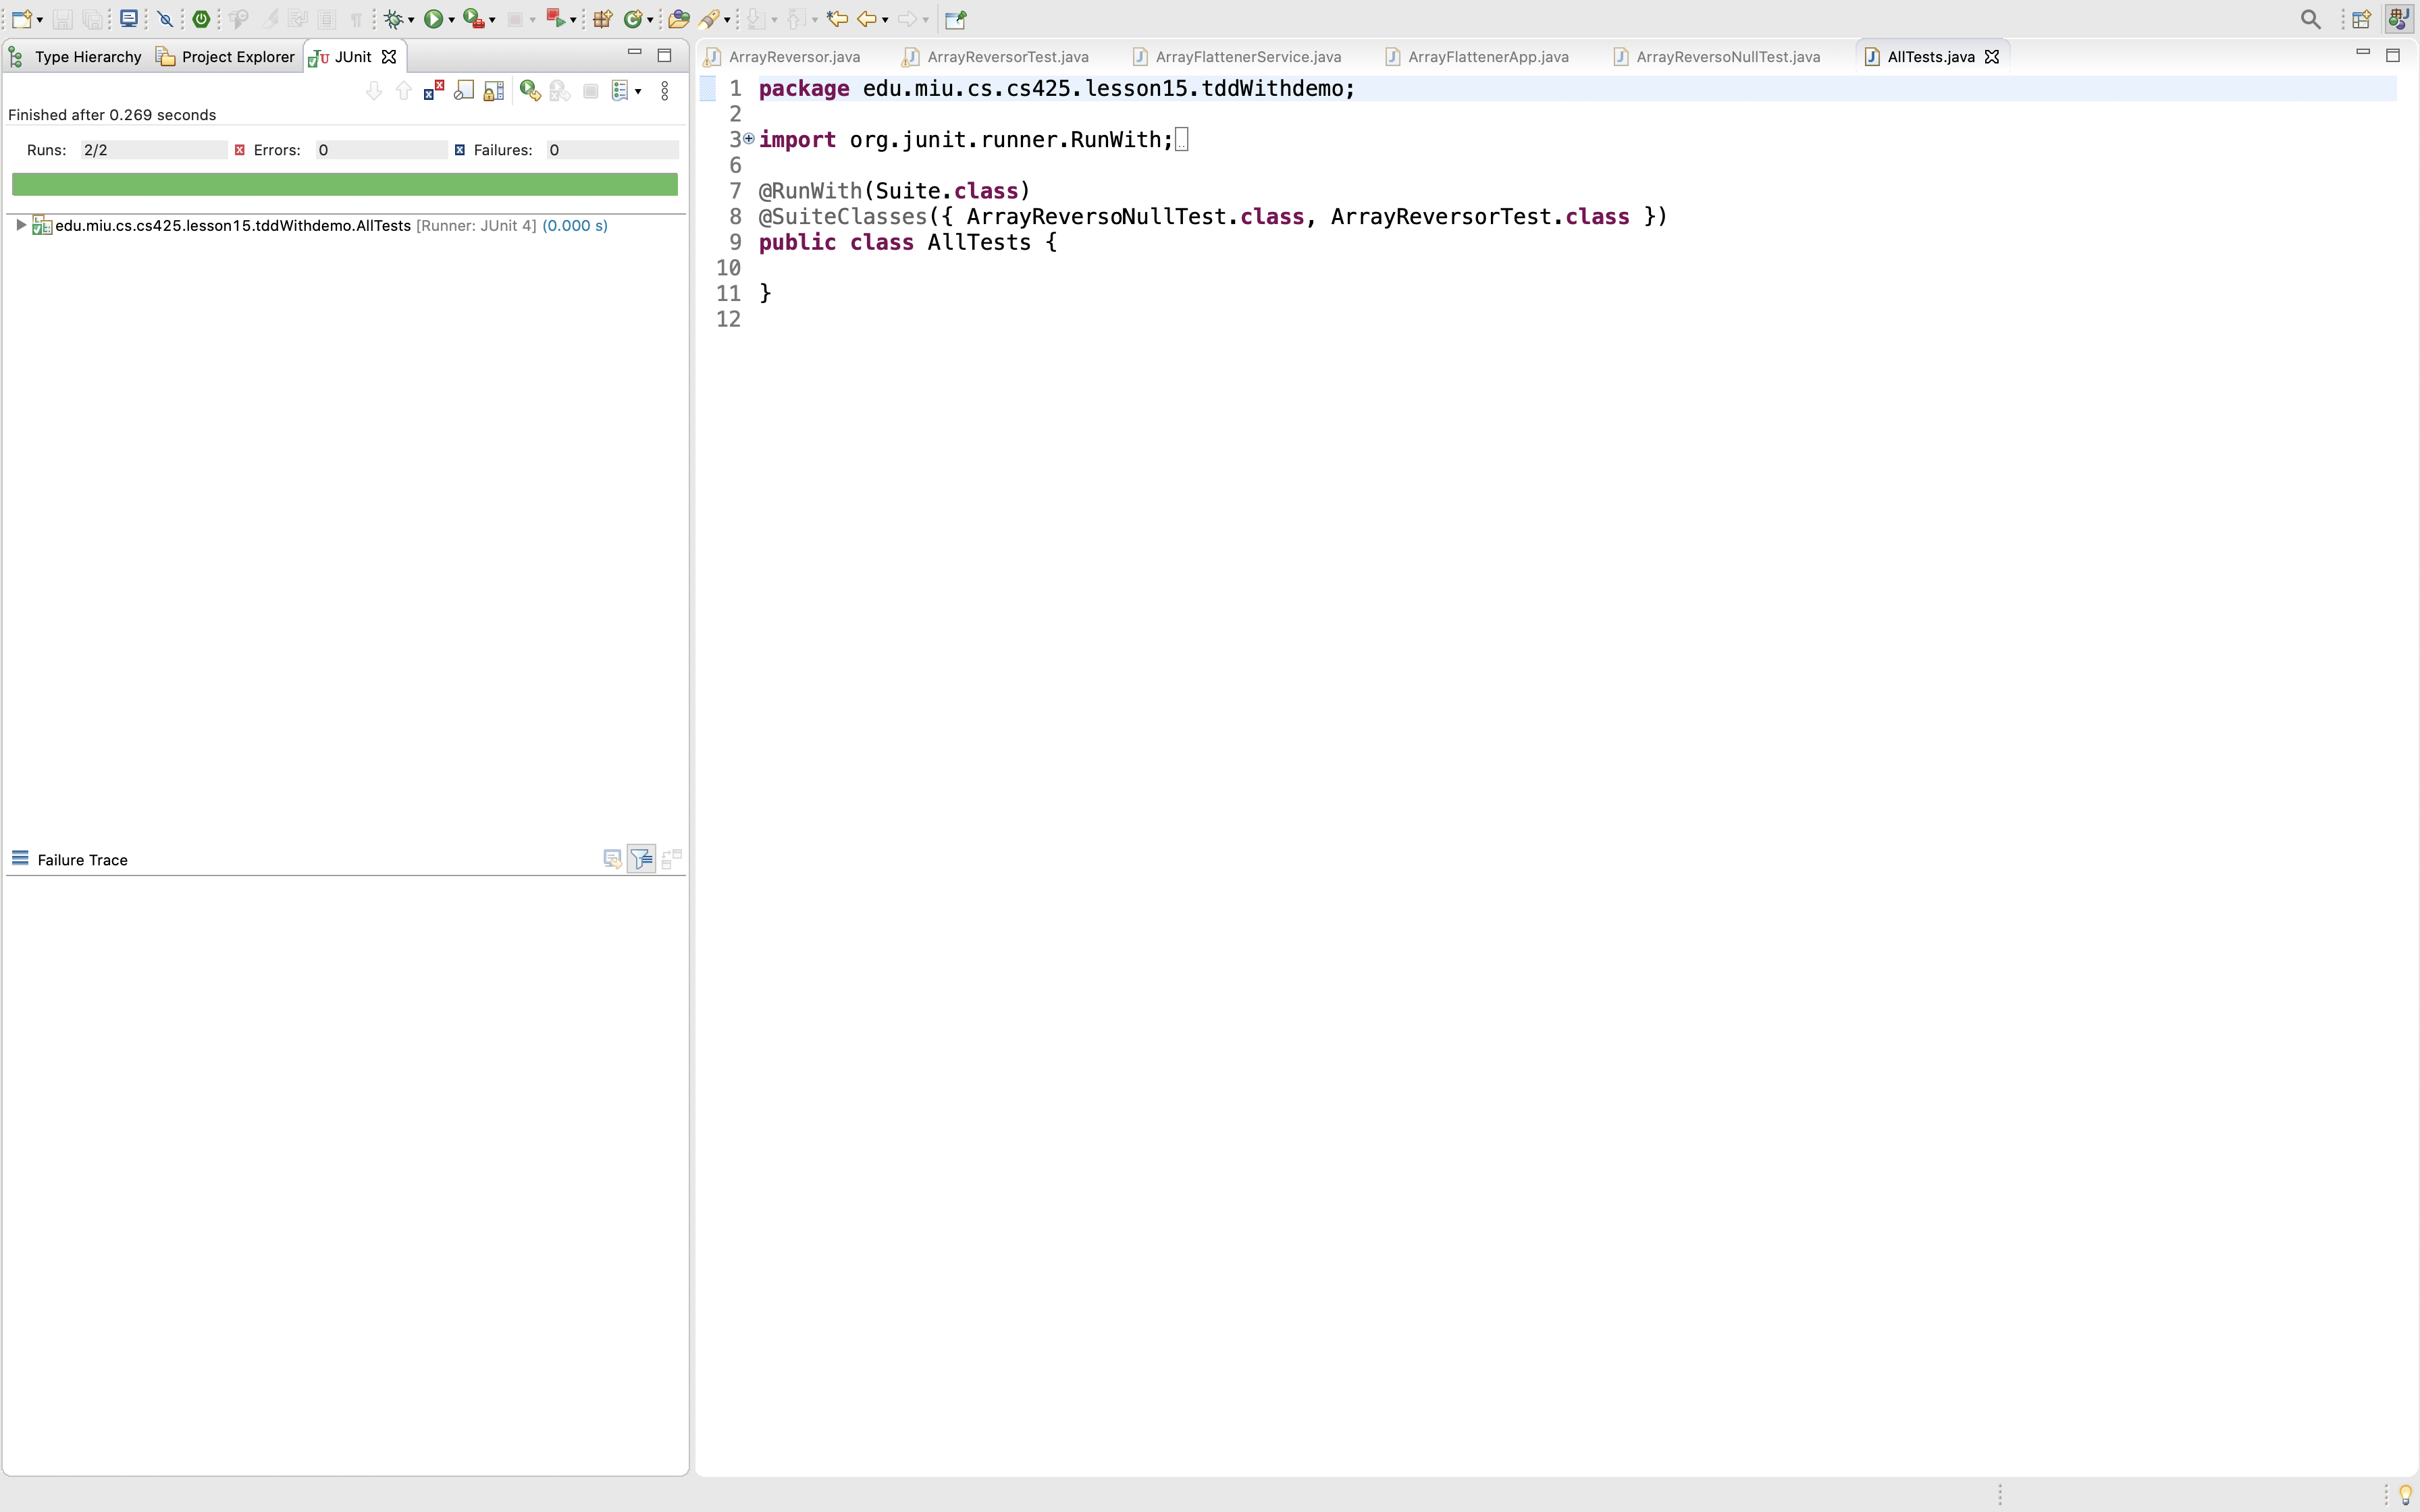 Type Hierarchy Project Explorer JUnit
Finished after 0.269 seconds
Runs: 2/2 Errors: 0 Failures: 0
edu.miu.cs.cs425.lesson15.tddWithdemo.AllTests [Runner: JUnit 4] (0.000 s)
Failure Trace
ArrayReversor.java ArrayReversorTest.java ArrayFlattenerService.java ArrayFlattenerApp.java ArrayReversoNullTest.java AllTests.java
1 package edu.miu.cs.cs425.lesson15.tddWithdemo;
2
3 import org.junit.runner.RunWith;
6
7 @RunWith(Suite.class)
8 @SuiteClasses({ ArrayReversoNullTest.class, ArrayReversorTest.class })
9 public class AllTests {
10
11 }
12